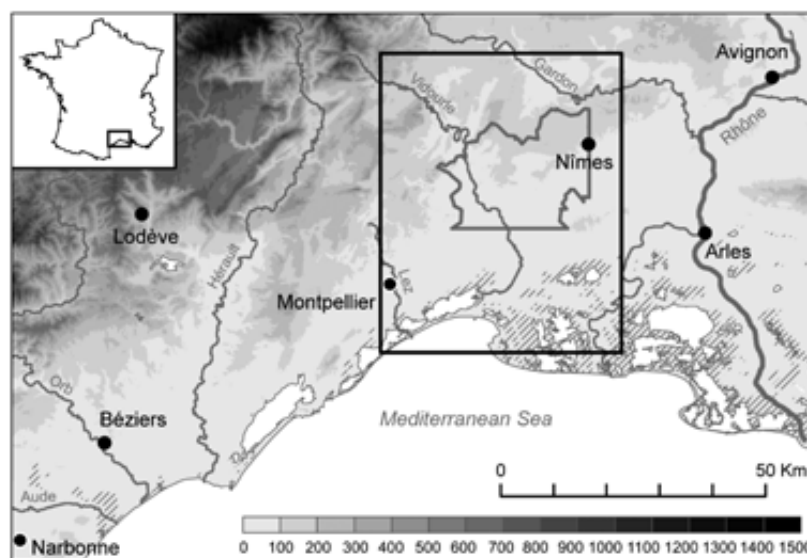 Avignon
Gardon
Vidourle
Rhône
Nîmes
Lodève
Arles
Hérault
Lez
Montpellier
Orb
Béziers
Mediterranean Sea
0 50 Km
Aude
Narbonne
0 100 200 300 400 500 600 700 800 900 1000 1100 1200 1300 1400 1500